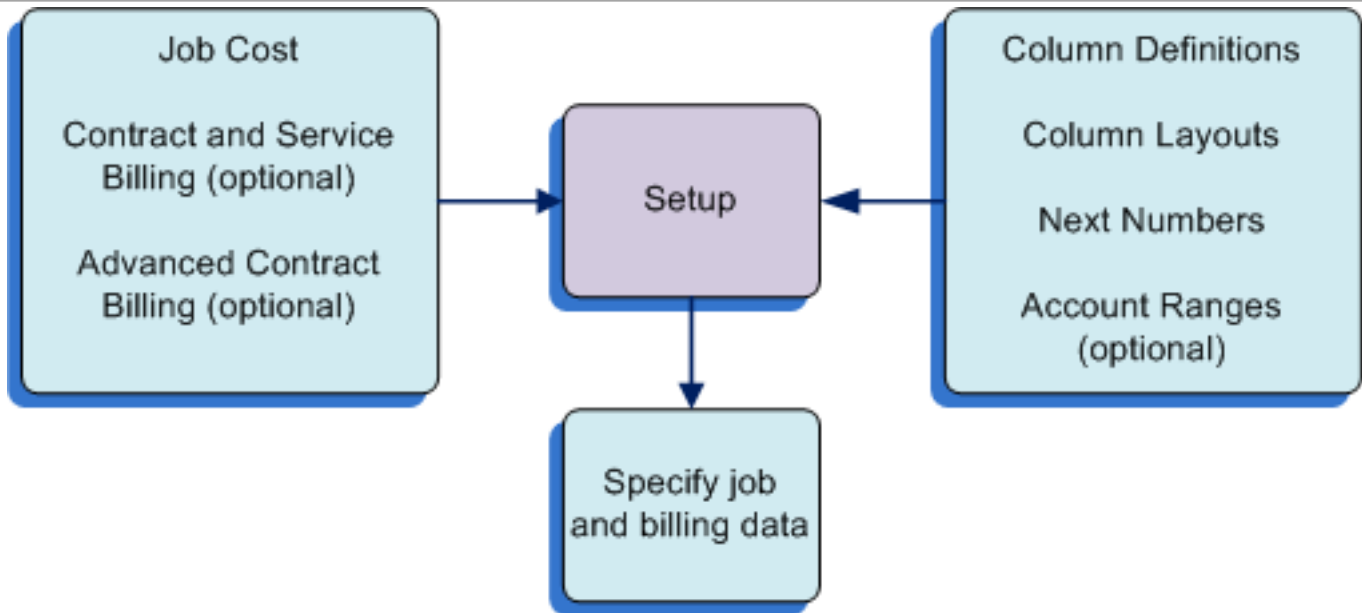 Job Cost
Contract and Service
Billing (optional)
Advanced Contract
Billing (optional)
Setup
Column Definitions
Column Layouts
Next Numbers
Account Ranges
(optional)
Specify job
and billing data